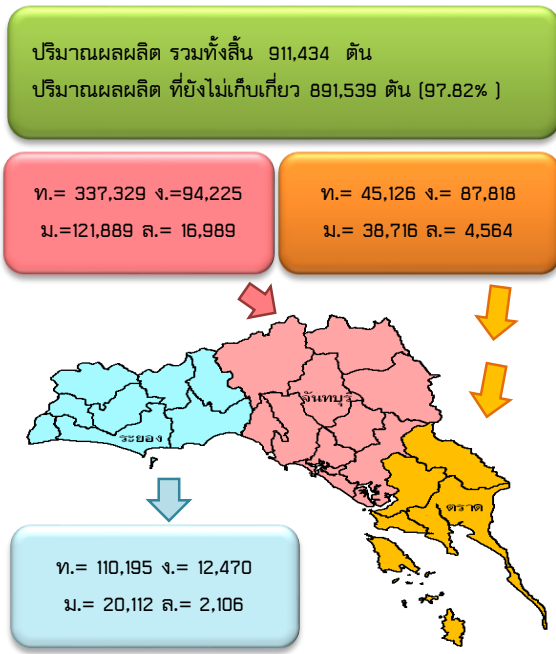 ปริมาณผลผลิต รวมทั้งสิ้น 911,434 ตัน
ปริมาณผลผลิต ที่ยังไม่เก็บเกี่ยว 891,539 ตัน (97.82% )
ท.= 337,329 ง.=94,225
ม.=121,889 ล.= 16,989
ท.= 45,126 ง.= 87,818
ม.= 38,716 ล.= 4,564
จันทบุรี
ระยอง
ตราด
ท.= 110,195 ง.= 12,470
ม.= 20,112 ล.= 2,106